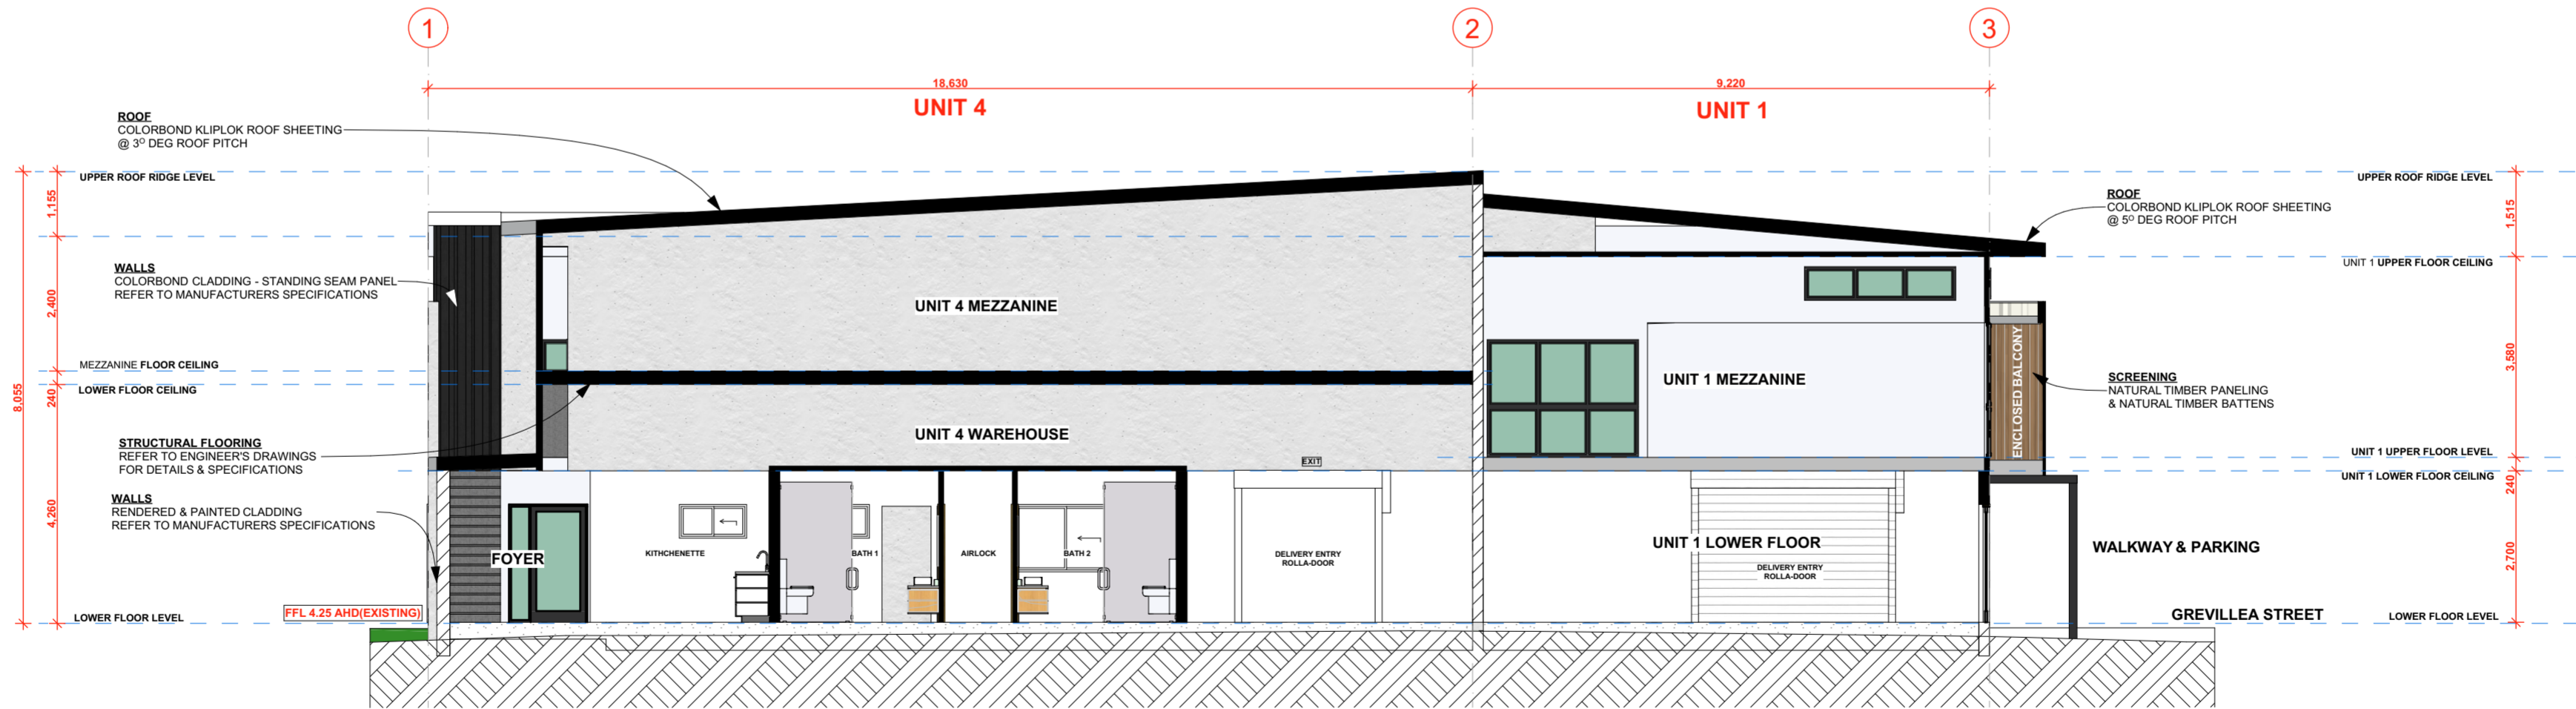 1
2
3
18,630
9,220
UNIT 4
UNIT 1
ROOF
COLORBOND KLIPLOK ROOF SHEETING
@ 3O DEG ROOF PITCH
UPPER ROOF RIDGE LEVEL
UPPER ROOF RIDGE LEVEL
1,155
1,515
ROOF
COLORBOND KLIPLOK ROOF SHEETING
@ 5O DEG ROOF PITCH
WALLS
COLORBOND CLADDING - STANDING SEAM PANEL
REFER TO MANUFACTURERS SPECIFICATIONS
UNIT 1 UPPER FLOOR CEILING
2,400
UNIT 4 MEZZANINE
MEZZANINE FLOOR CEILING
LOWER FLOOR CEILING
8,055
240
UNIT 1 MEZZANINE
ENCLOSED BALCONY
3,580
SCREENING
NATURAL TIMBER PANELING
& NATURAL TIMBER BATTENS
STRUCTURAL FLOORING
REFER TO ENGINEER'S DRAWINGS
FOR DETAILS & SPECIFICATIONS
UNIT 4 WAREHOUSE
EXIT
UNIT 1 UPPER FLOOR LEVEL
UNIT 1 LOWER FLOOR CEILING
240
WALLS
RENDERED & PAINTED CLADDING
REFER TO MANUFACTURERS SPECIFICATIONS
4,260
FOYER
KITHCHENETTE
BATH 1
AIRLOCK
BATH 2
DELIVERY ENTRY
ROLLA-DOOR
UNIT 1 LOWER FLOOR
DELIVERY ENTRY
ROLLA-DOOR
WALKWAY & PARKING
2,700
LOWER FLOOR LEVEL
FFL 4.25 AHD(EXISTING)
GREVILLEA STREET
LOWER FLOOR LEVEL